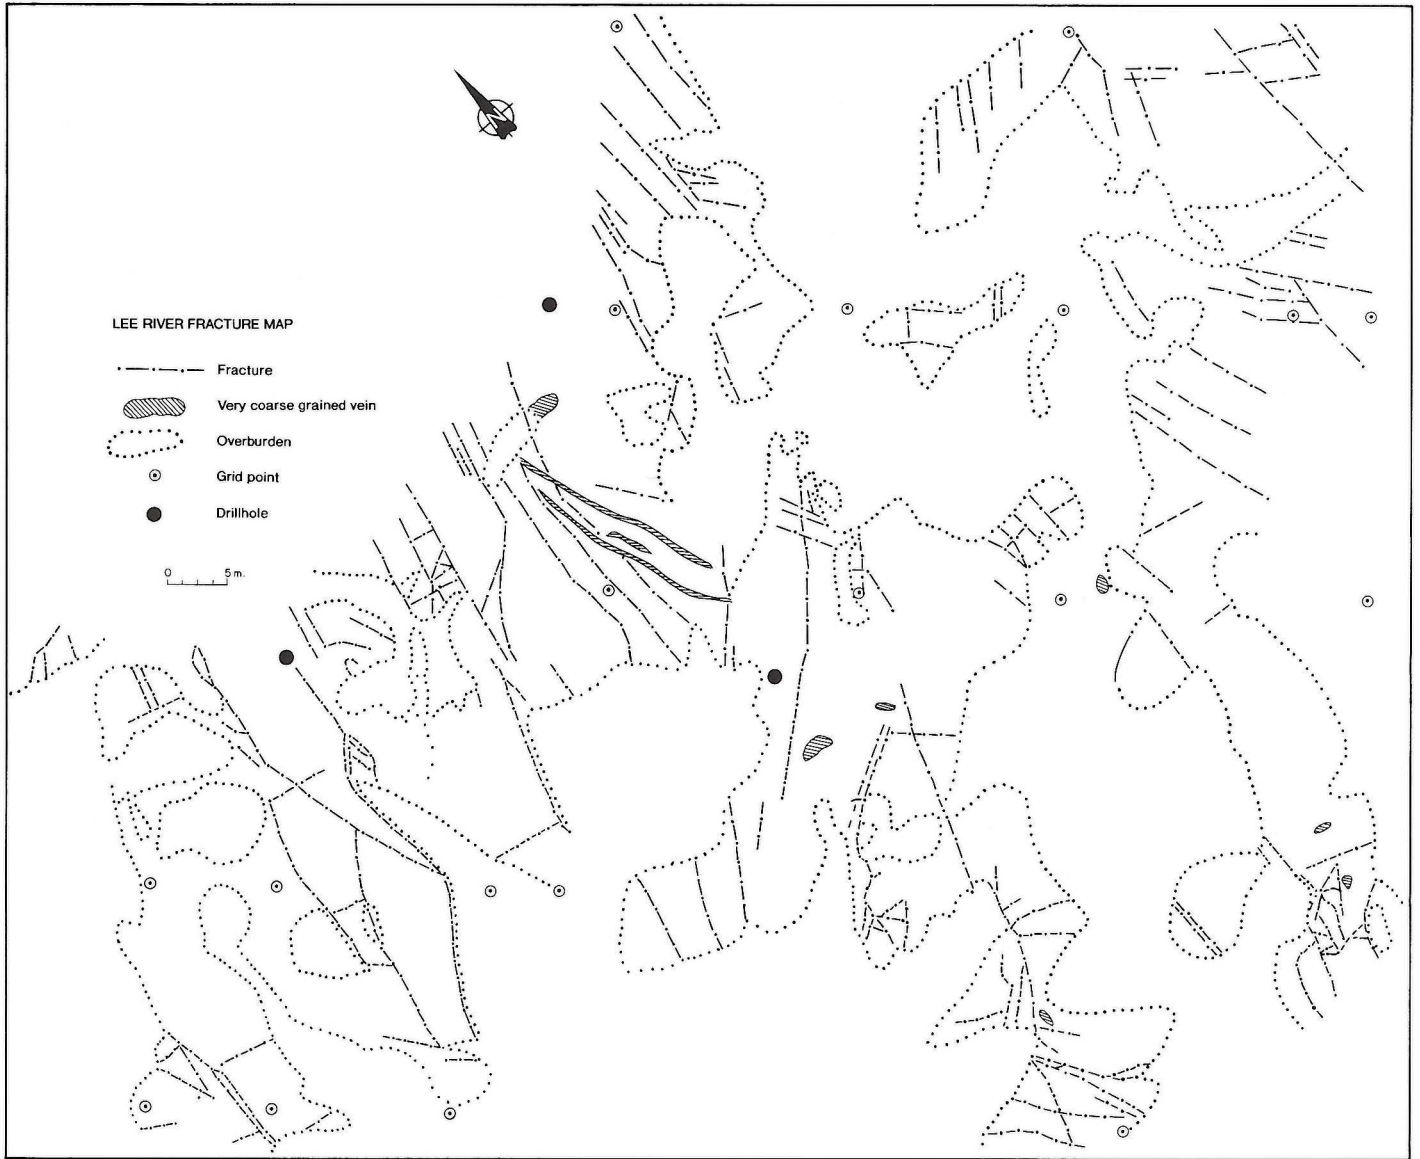 N
LEE RIVER FRACTURE MAP
Fracture
Very coarse grained vein
Overburden
Grid point
Drillhole
0 5 m.